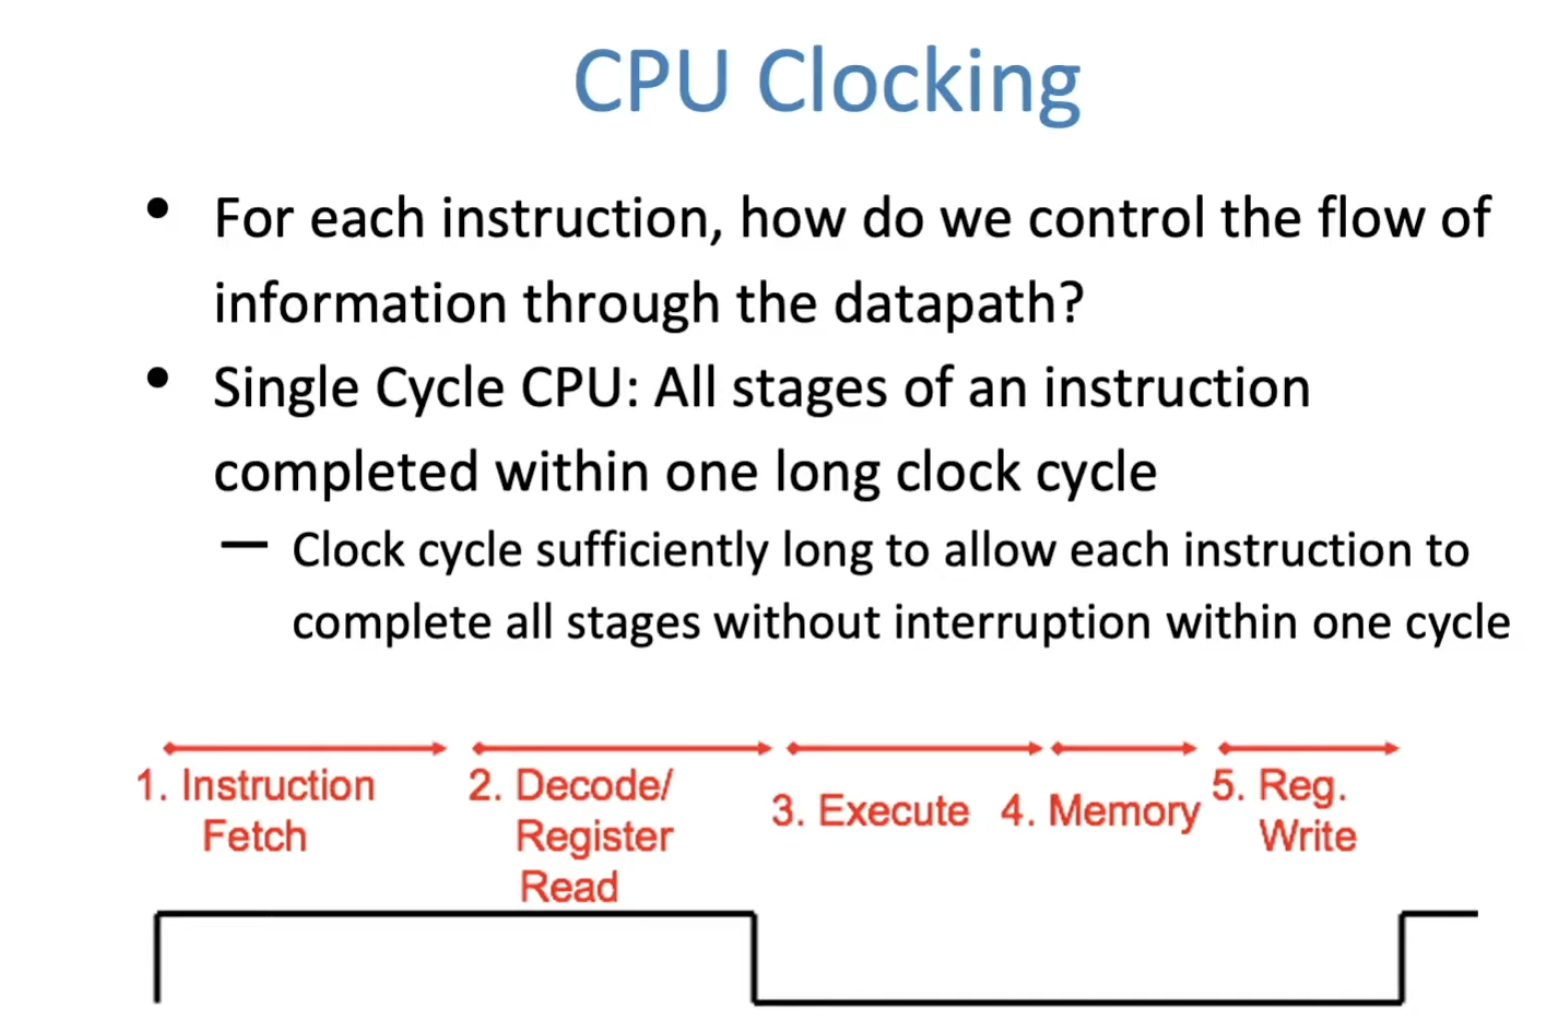 CPU Clocking
• For each instruction, how do we control the flow of
information through the datapath?
• Single Cycle CPU: All stages of an instruction
completed within one long clock cycle
— Clock cycle sufficiently long to allow each instruction to
complete all stages without interruption within one cycle
1. Instruction
Fetch
2. Decode/
Register
Read
3. Execute
4. Memory
5. Reg.
Write